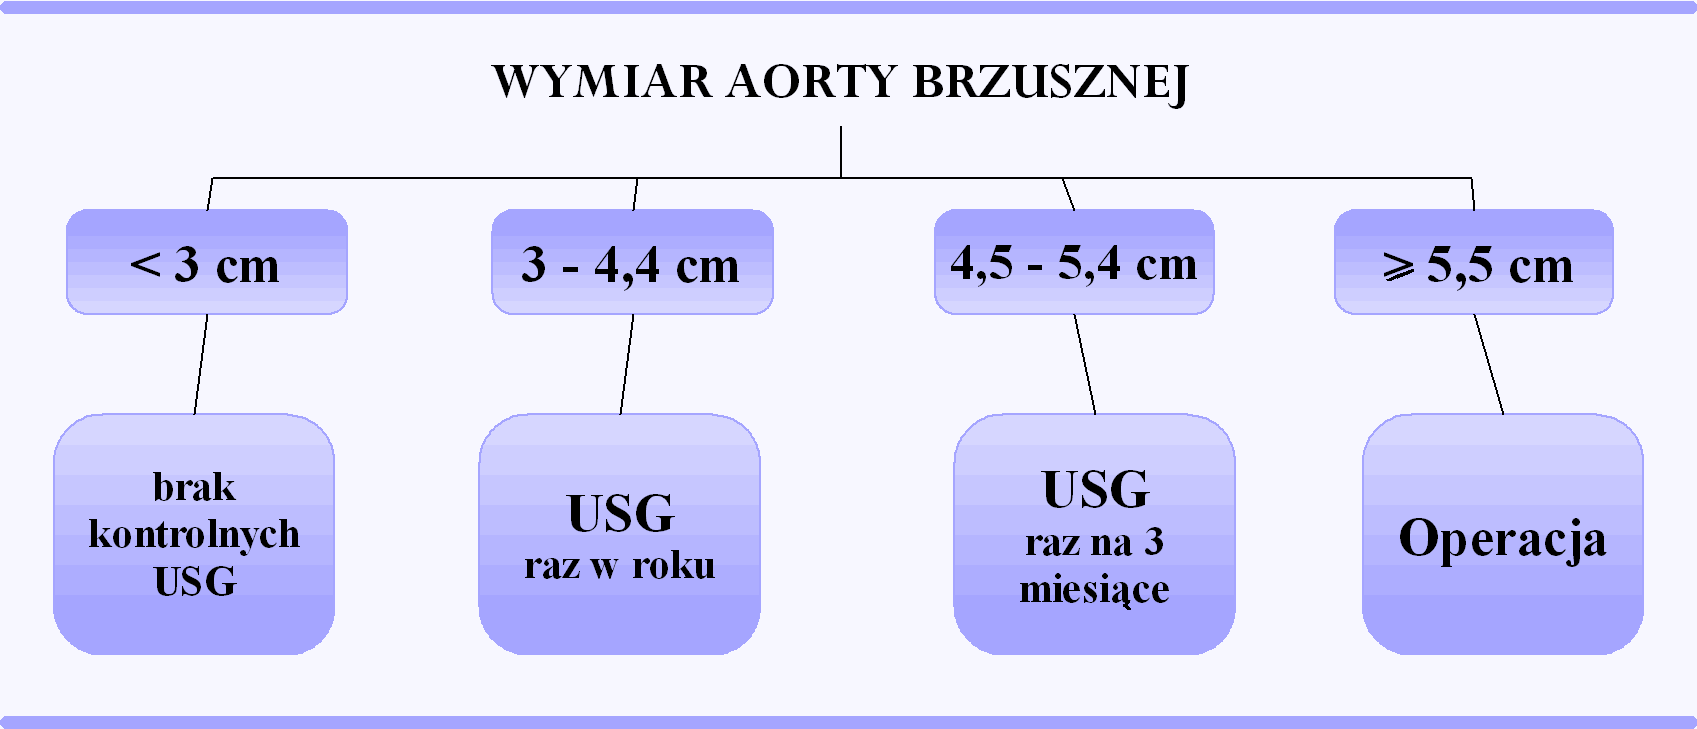 WYMIAR AORTY BRZUSZNEJ
< 3 cm
3 - 4,4 cm
4,5 - 5,4 cm
⩾ 5,5 cm
brak
kontrolnych
USG
USG
raz w roku
USG
raz na 3
miesiące
Operacja